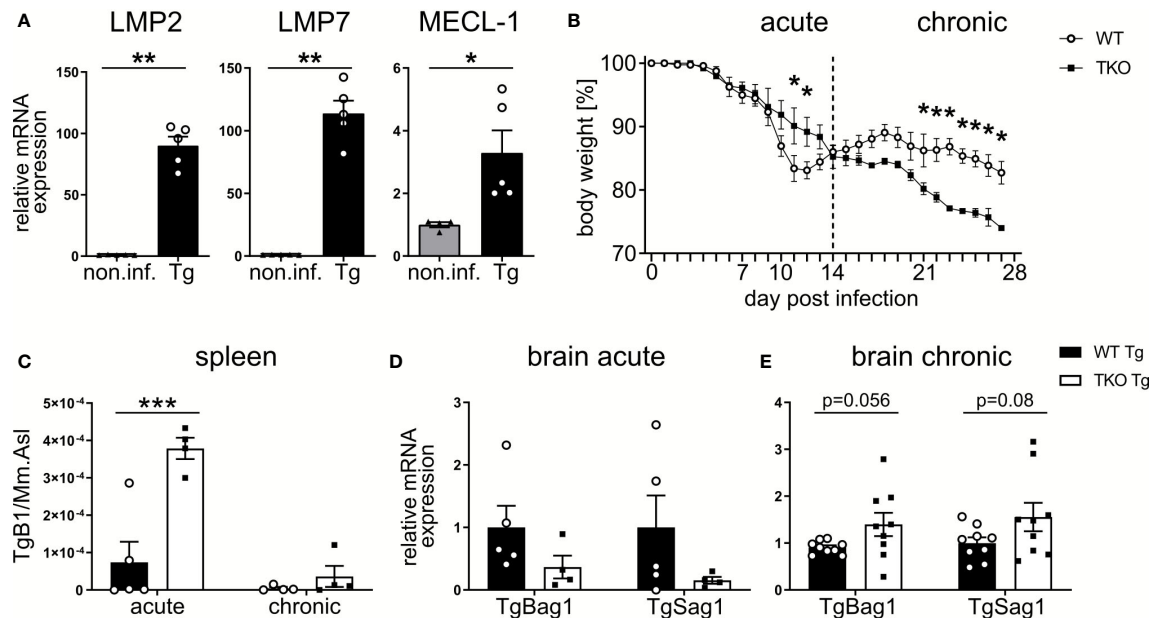 A
LMP2
LMP7
MECL-1
**
**
*
relative mRNA
expression
150
100
50
0
non.inf. Tg
150
100
50
0
non.inf. Tg
6
4
2
0
non.inf. Tg
B
acute
chronic
WT
TKO
body weight [%]
100
90
80
70
**
********
0 7 10 14 21 28
day post infection
C
spleen
TgB1/Mm.Asl
5×10⁻⁴
4×10⁻⁴
3×10⁻⁴
2×10⁻⁴
1×10⁻⁴
0
***
acute chronic
D
brain acute
relative mRNA
expression
3
2
1
0
TgBag1 TgSag1
E
brain chronic
WT Tg
TKO Tg
4
3
2
1
0
p=0.056
p=0.08
TgBag1 TgSag1